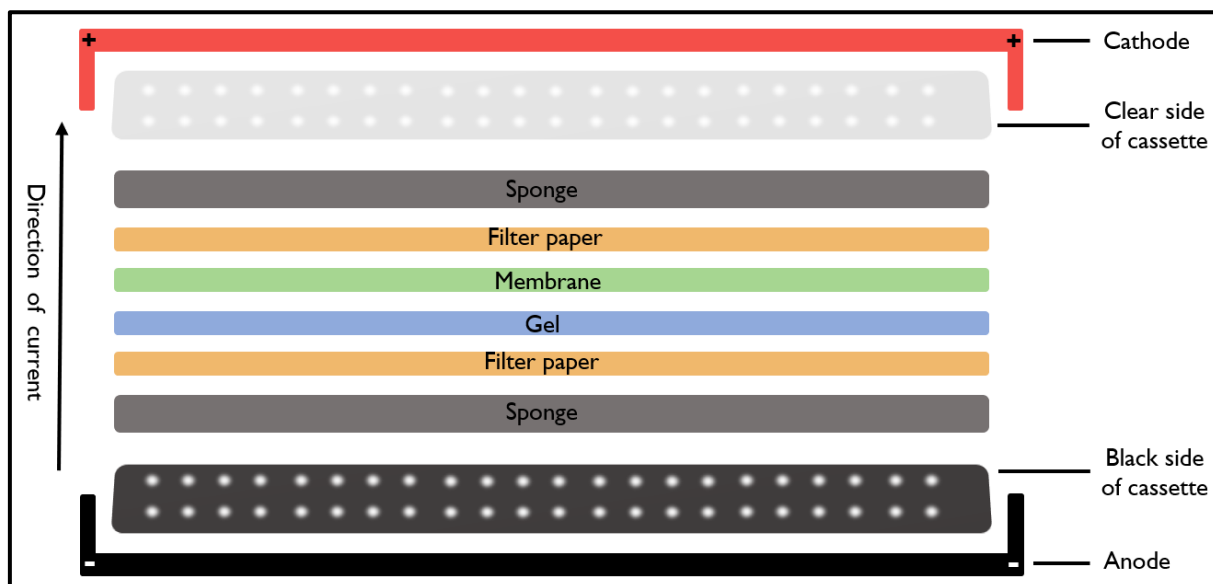 + +
Cathode
Clear side
of cassette
Direction of current
Sponge
Filter paper
Membrane
Gel
Filter paper
Sponge
Black side
of cassette
- -
Anode